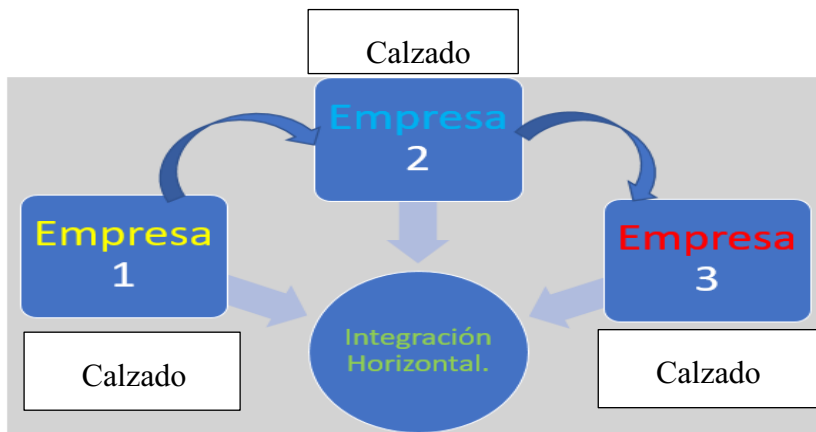 Calzado
Empresa
2
Empresa
1
Empresa
3
Integración
Horizontal.
Calzado
Calzado